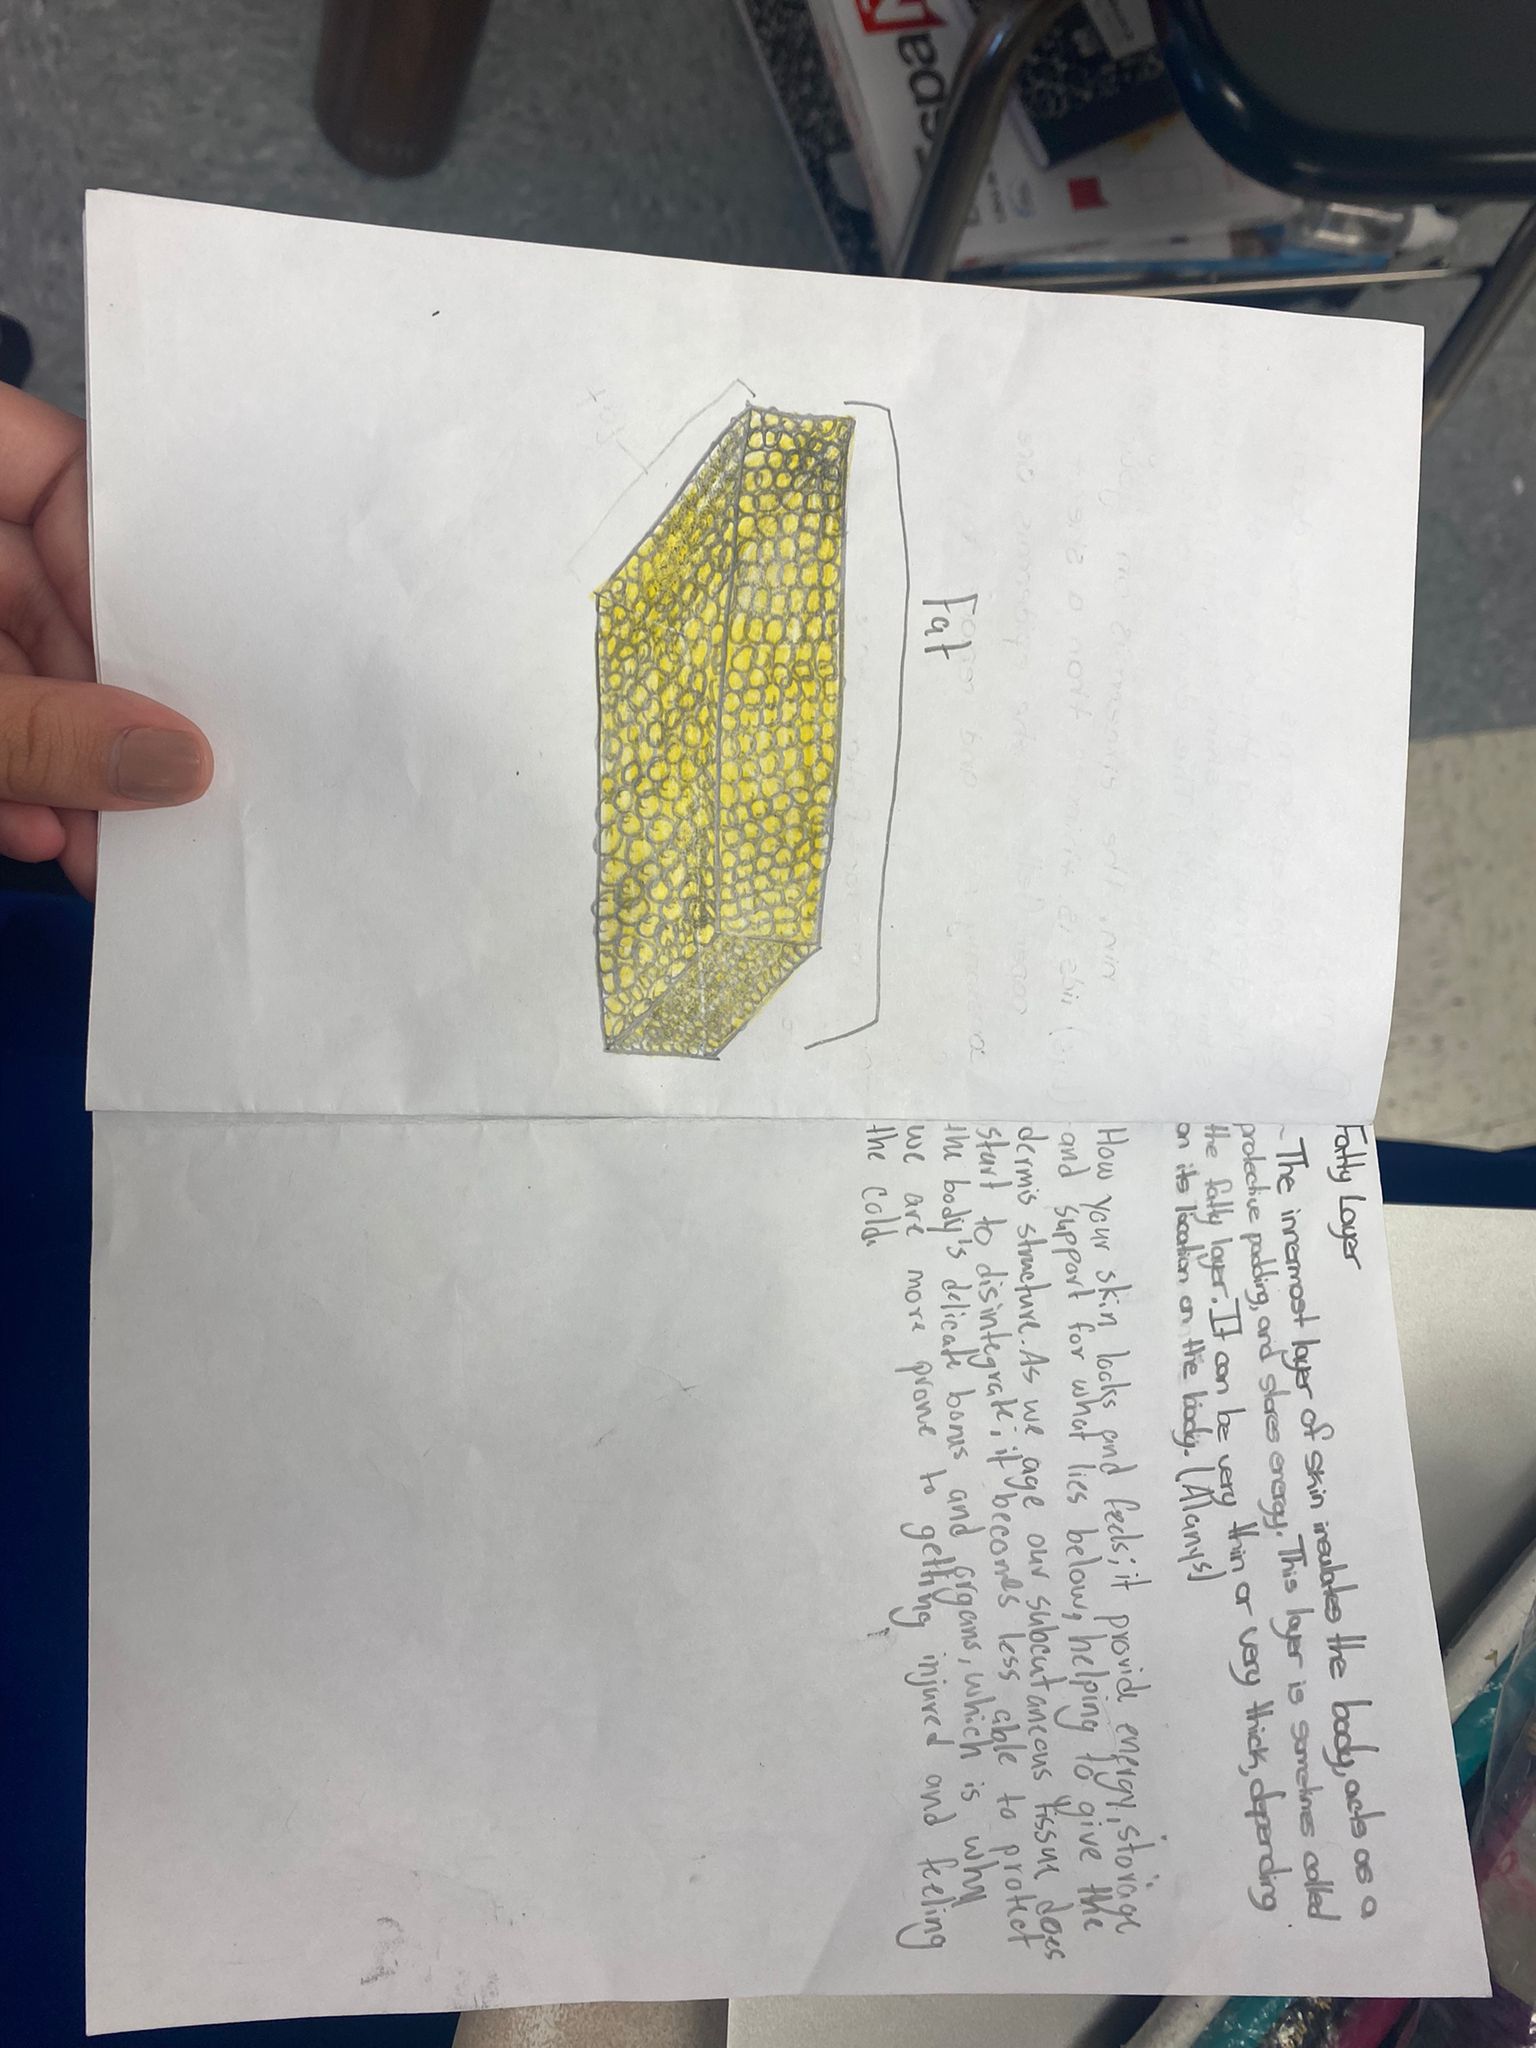 Fat
Fatty Layer
- The innermost layer of skin insulates the body, acts as a
protective padding, and stores energy. This layer is sometimes called
the fatty layer. It can be very thin or very thick, depending
on its location on the body. (Alanys)
How your skin looks and feels; it provide energy, storage
and support for what lies below, helping to give the
dermis structure. As we age our subcutaneous tissue does
start to disintegrate; it becomes less able to protect
the body's delicate bones and organs, which is why
we are more prone to getting injured and feeling
the cold.